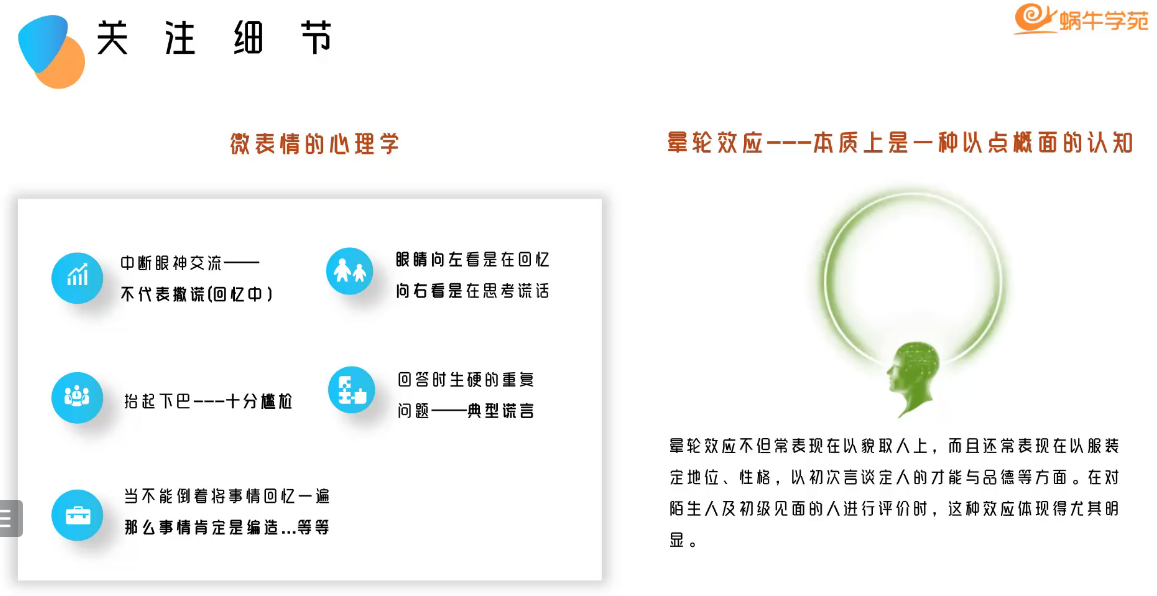 关注细节
蜗牛学苑
微表情的心理学
中断眼神交流——
不代表撒谎(回忆中)
眼睛向左看是在回忆
向右看是在思考谎话
抬起下巴---十分尴尬
回答时生硬的重复
问题——典型谎言
当不能倒着将事情回忆一遍
那么事情肯定是编造...等等
晕轮效应---本质上是一种以点概面的认知
晕轮效应不但常表现在以貌取人上，而且还常表现在以服装
定地位、性格，以初次言谈定人的才能与品德等方面。在对
陌生人及初级见面的人进行评价时，这种效应体现得尤其明
显。